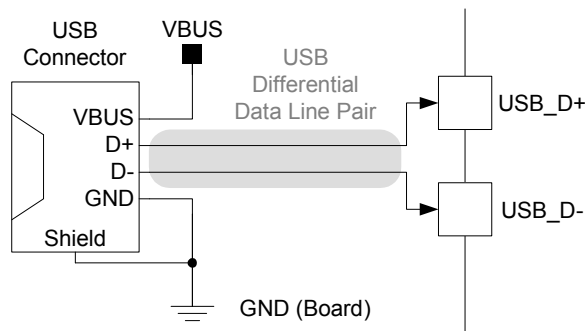 USB
Connector
VBUS
USB
Differential
Data Line Pair
VBUS
D+
D-
GND
Shield
USB_D+
USB_D-
GND (Board)